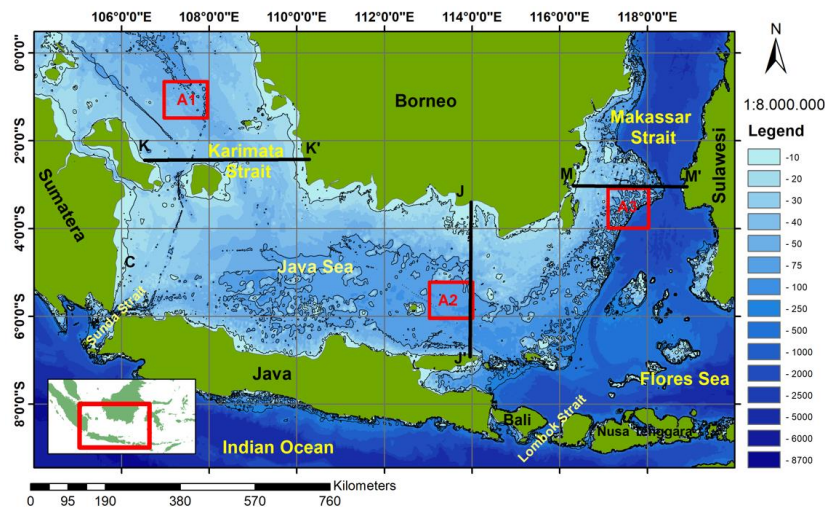 106°0'0"E 108°0'0"E 110°0'0"E 112°0'0"E 114°0'0"E 116°0'0"E 118°0'0"E
0°0'0"
2°0'0"S
4°0'0"S
6°0'0"S
8°0'0"S
N
1:8.000.000
Legend
-10
-20
-30
-40
-50
-75
-100
-250
-500
-1000
-2000
-2500
-5000
-6000
-8700
A1
Borneo
Makassar
Strait
K
Karimata
Strait
K'
M
M'
Sulawesi
Sumatera
J
A3
C
Java Sea
C
A2
Sunda Strait
J'
Java
Flores Sea
Bali
Lombok Strait
Nusa Tenggara
Indian Ocean
Kilometers
0 95 190 380 570 760